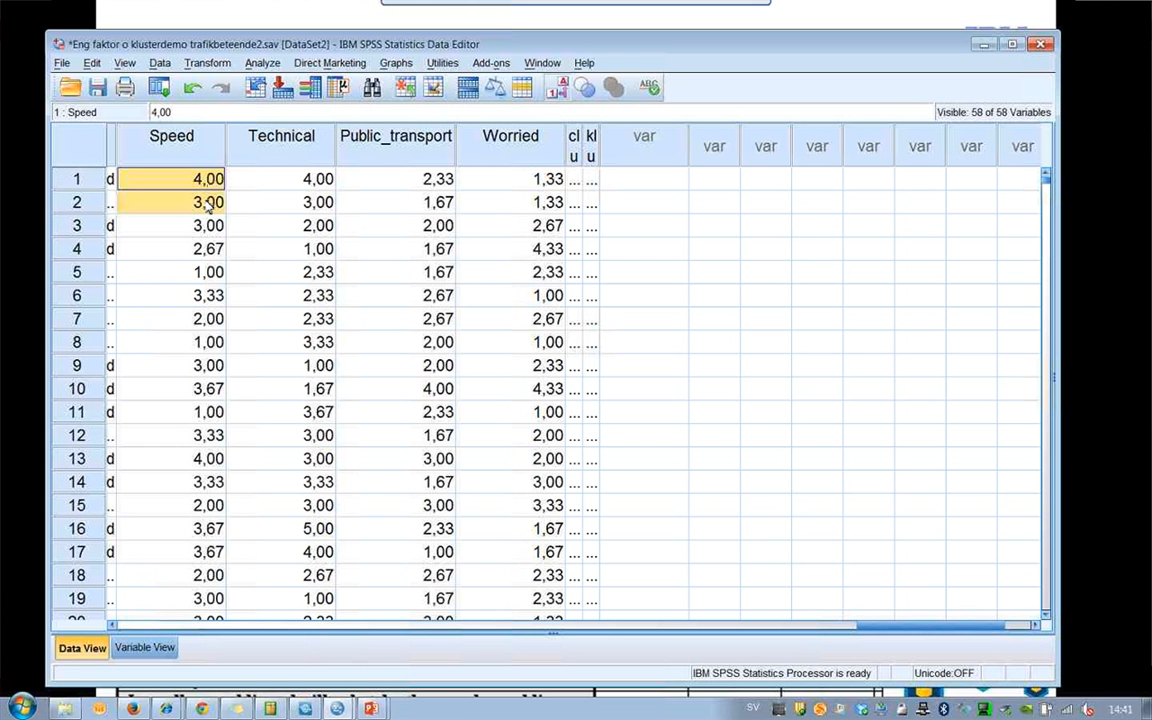 *Eng faktor o klusterdemo trafikbeteende2.sav [DataSet2] - IBM SPSS Statistics Data Editor
File Edit View Data Transform Analyze Direct Marketing Graphs Utilities Add-ons Window Help
1 : Speed 4,00 Visible: 58 of 58 Variables
Speed Technical Public_transport Worried clu klu var var var var var var var var
1 d 4,00 4,00 2,33 1,33 ... ...
2 .. 3,00 3,00 1,67 1,33 ... ...
3 d 3,00 2,00 2,00 2,67 ... ...
4 d 2,67 1,00 1,67 4,33 ... ...
5 .. 1,00 2,33 1,67 2,33 ... ...
6 .. 3,33 2,33 2,67 1,00 ... ...
7 .. 2,00 2,33 2,67 2,67 ... ...
8 .. 1,00 3,33 2,00 1,00 ... ...
9 d 3,00 1,00 2,00 2,33 ... ...
10 d 3,67 1,67 4,00 4,33 ... ...
11 d 1,00 3,67 2,33 1,00 ... ...
12 .. 3,33 3,00 1,67 2,00 ... ...
13 d 4,00 3,00 3,00 2,00 ... ...
14 d 3,33 3,33 1,67 3,00 ... ...
15 .. 2,00 3,00 3,00 3,33 ... ...
16 d 3,67 5,00 2,33 1,67 ... ...
17 d 3,67 4,00 1,00 1,67 ... ...
18 .. 2,00 2,67 2,67 2,33 ... ...
19 .. 3,00 1,00 1,67 2,33 ... ...
Data View Variable View
IBM SPSS Statistics Processor is ready Unicode:OFF
SV 14:41